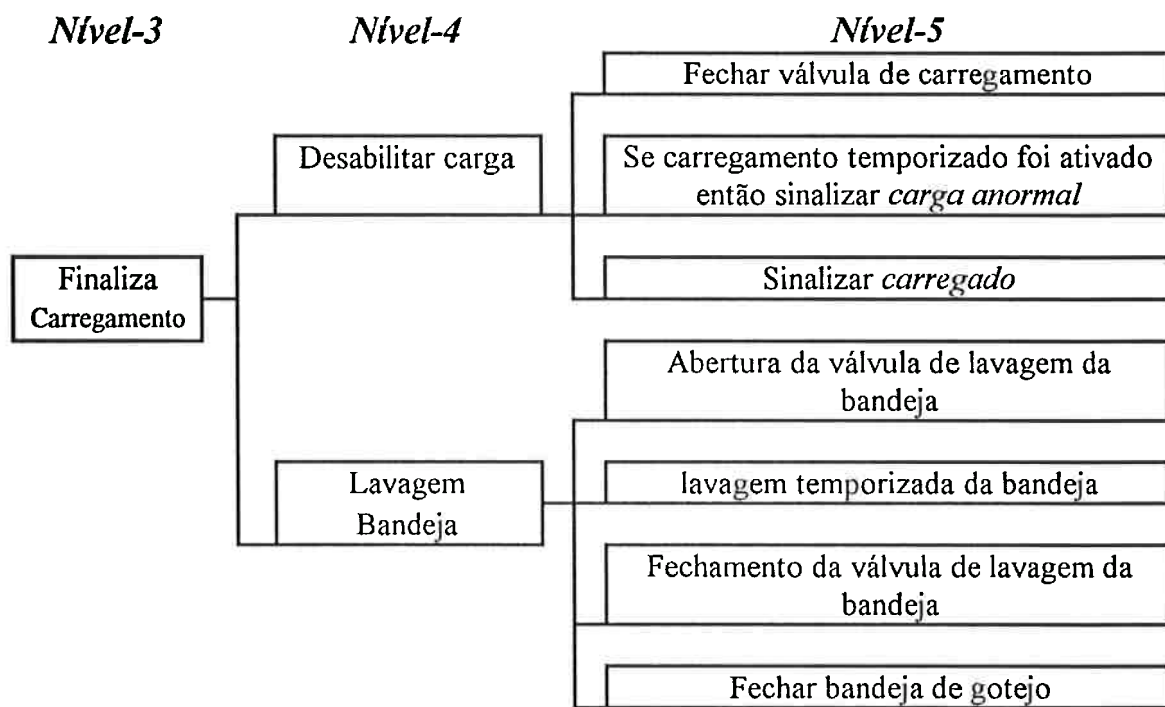 Nível-3 Nível-4 Nível-5
Fechar válvula de carregamento
Desabilitar carga
Se carregamento temporizado foi ativado
então sinalizar carga anormal
Finaliza
Carregamento
Sinalizar carregado
Abertura da válvula de lavagem da
bandeja
Lavagem
Bandeja
lavagem temporizada da bandeja
Fechamento da válvula de lavagem da
bandeja
Fechar bandeja de gotejo